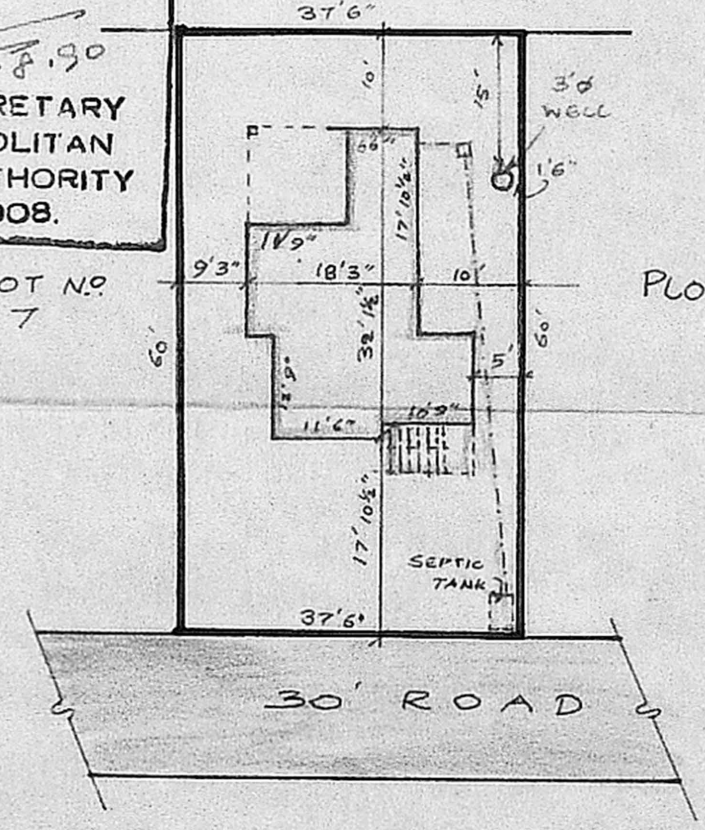 37'6"
8.90
RETARY
OLITAN
THORITY
008.
10'
15'
3'ø
WELL
1'6"
6'6"
17'10½"
11'9"
OT No
7
9'3"
18'3"
10'
PLO
60'
32'1½"
60'
5'
12'9"
11'6"
10'9"
17'10½"
SEPTIC
TANK
37'6"
30' ROAD